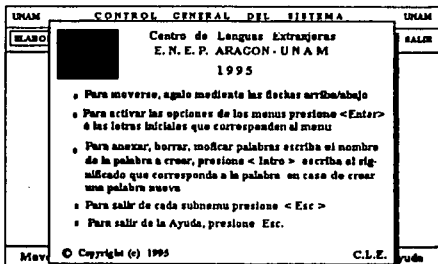 UNAM CONTROL GENERAL DEL SISTEMA UNAM
ELABO SALIR
Centro de Lenguas Extranjeras
E. N. E. P. ARAGON - U N A M
1995
Para moverse, agalo mediante las flechas arriba/abajo
Para activar las opciones de los menus presione <Enter>
ó las letras iniciales que corresponden al menu
Para anexar, borrar, moficar palabras escriba el nombre
de la palabra a crear, presione < Intro > escriba el sig-
nificado que corresponda a la palabra en caso de crear
una palabra nueva
Para salir de cada submenu presione < Esc >
Para salir de la Ayuda, presione Esc.
© Copyright (c) 1995 C.L.E.
Move yuda